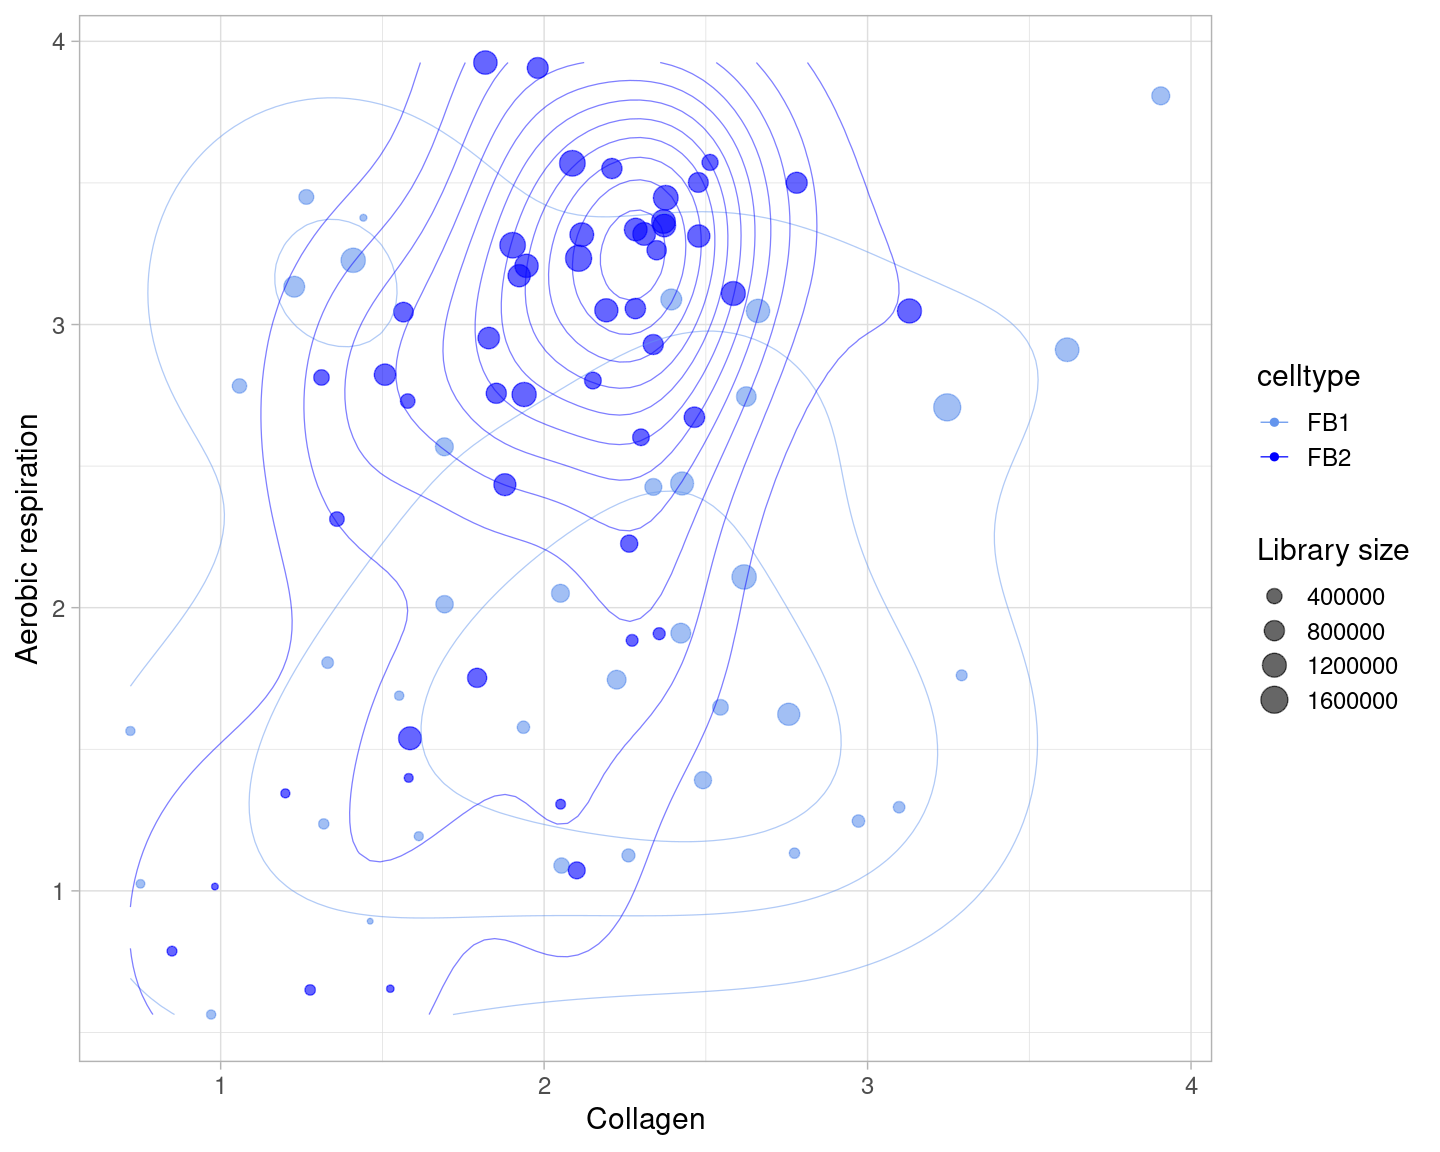 4
3
2
1
Aerobic respiration
1
2
3
4
Collagen
celltype
FB1
FB2
Library size
400000
800000
1200000
1600000